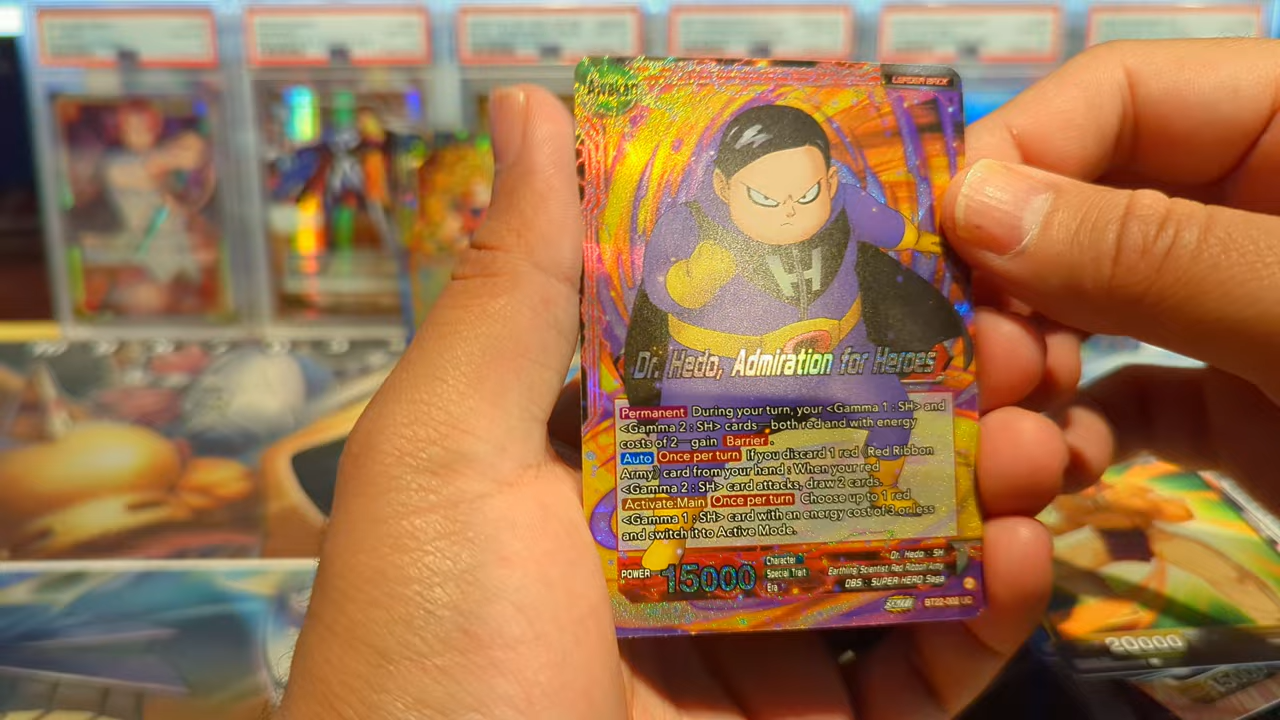 Awaken
LEADER BACK
HH
Dr. Hedo, Admiration for Heroes
Permanent During your turn, your <Gamma 1 : SH> and
<Gamma 2 : SH> cards—both red and with energy
costs of 2—gain Barrier.
Auto Once per turn If you discard 1 red 《Red Ribbon
Army》 card from your hand : When your red
<Gamma 2 : SH> card attacks, draw 2 cards.
Activate:Main Once per turn Choose up to 1 red
<Gamma 1 : SH> card with an energy cost of 3 or less
and switch it to Active Mode.
POWER 15000
Character Dr. Hedo : SH
Special Trait Earthling Scientist Red Ribbon Army
Era DBS : SUPER HERO Saga
BT22-002 UC
20000